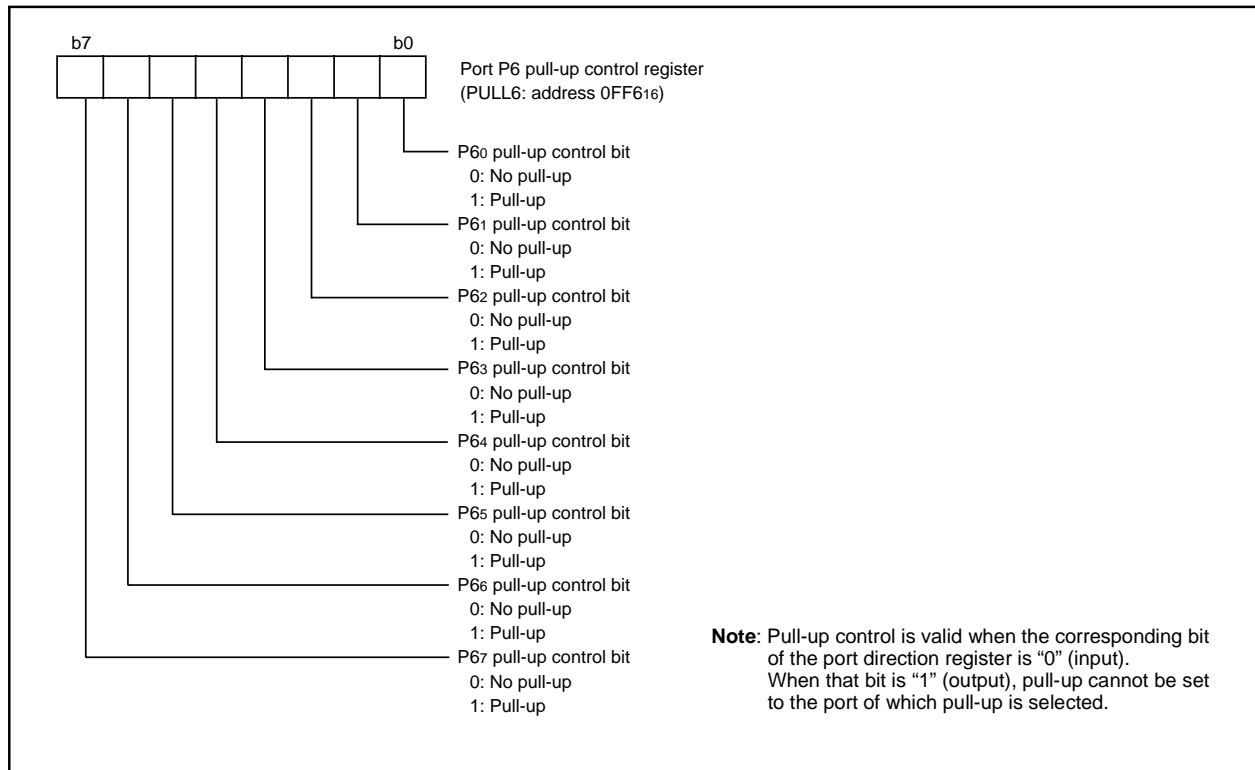 b7 b0
Port P6 pull-up control register
(PULL6: address 0FF616)
P60 pull-up control bit
0: No pull-up
1: Pull-up
P61 pull-up control bit
0: No pull-up
1: Pull-up
P62 pull-up control bit
0: No pull-up
1: Pull-up
P63 pull-up control bit
0: No pull-up
1: Pull-up
P64 pull-up control bit
0: No pull-up
1: Pull-up
P65 pull-up control bit
0: No pull-up
1: Pull-up
P66 pull-up control bit
0: No pull-up
1: Pull-up
P67 pull-up control bit
0: No pull-up
1: Pull-up
Note: Pull-up control is valid when the corresponding bit
of the port direction register is “0” (input).
When that bit is “1” (output), pull-up cannot be set
to the port of which pull-up is selected.